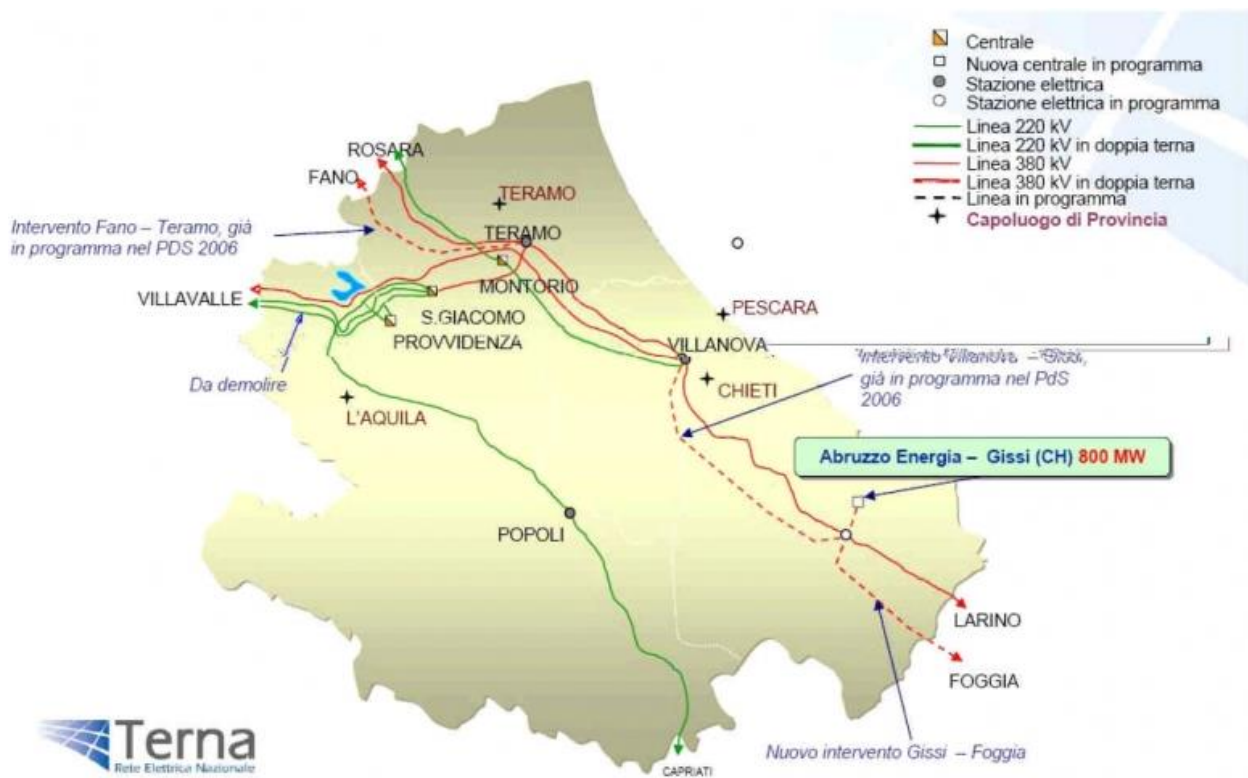 Centrale
Nuova centrale in programma
Stazione elettrica
Stazione elettrica in programma
Linea 220 kV
Linea 220 kV in doppia terna
Linea 380 kV
Linea 380 kV in doppia terna
Linea in programma
Capoluogo di Provincia
ROSARA
FANO
TERAMO
Intervento Fano – Teramo, già
in programma nel PDS 2006
TERAMO
MONTORIO
VILLAVALLE
S.GIACOMO
PROVVIDENZA
PESCARA
VILLANOVA
Intervento Villanova – Gissi,
già in programma nel PdS
2006
Da demolire
CHIETI
L'AQUILA
Abruzzo Energia – Gissi (CH) 800 MW
POPOLI
LARINO
FOGGIA
Nuovo intervento Gissi – Foggia
CAPRIATI
Terna
Rete Elettrica Nazionale